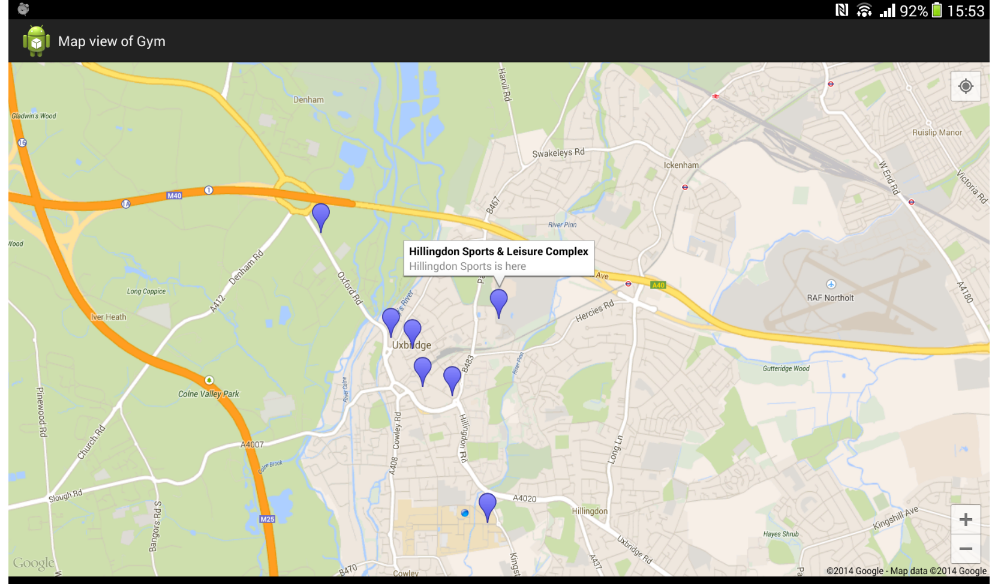 92% 15:53
Map view of Gym
Gladwin's Wood
Denham
Harvil Rd
Swakeleys Rd
Ickenham
Ruislip Manor
W End Rd
Victoria Rd
M40
B467
River Pinn
Wood
Denham Rd
Hillingdon Sports & Leisure Complex
Hillingdon Sports is here
Ave
A40
A4180
RAF Northolt
Long Coppice
A412
Oxford Rd
Iver Heath
Hercies Rd
Uxbridge
B483
River Pinn
Gutteridge Wood
Colne Valley Park
Pinewood Rd
Church Rd
A4007
A408
Cowley Rd
Hillingdon Rd
Long Ln
Slough Rd
Bangors Rd S
M25
A4020
Hillingdon
Kingshill Ave
Hayes Shrub
Uxbridge Rd
A437
B470
Cowley
Kings
Google
©2014 Google - Map data ©2014 Google